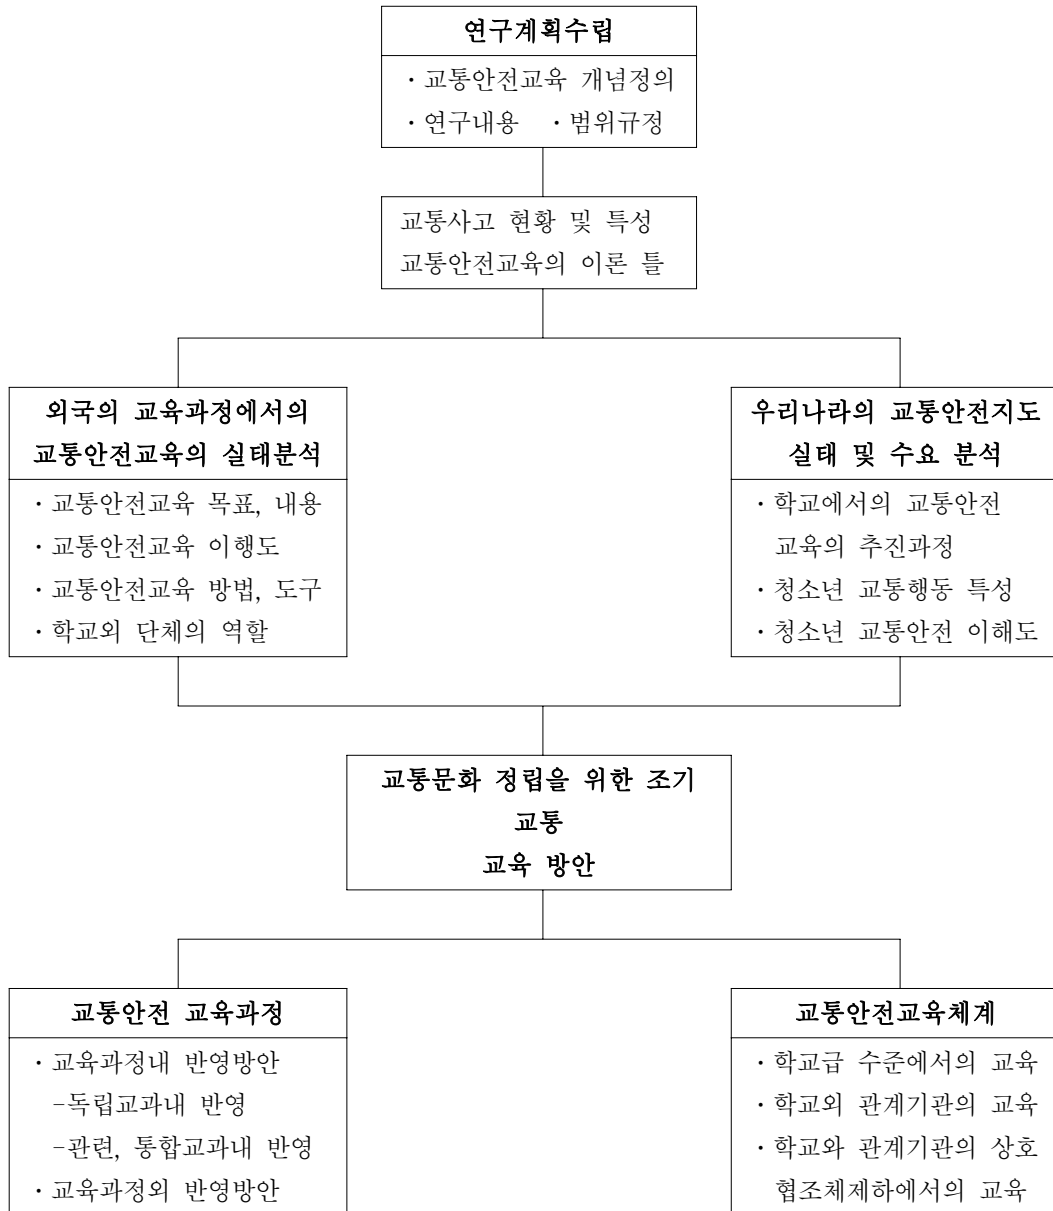 연구계획수립
· 교통안전교육 개념정의
· 연구내용 · 범위규정
교통사고 현황 및 특성
교통안전교육의 이론 틀
외국의 교육과정에서의
교통안전교육의 실태분석
· 교통안전교육 목표, 내용
· 교통안전교육 이행도
· 교통안전교육 방법, 도구
· 학교외 단체의 역할
우리나라의 교통안전지도
실태 및 수요 분석
· 학교에서의 교통안전
교육의 추진과정
· 청소년 교통행동 특성
· 청소년 교통안전 이해도
교통문화 정립을 위한 조기
교통
교육 방안
교통안전 교육과정
· 교육과정내 반영방안
-독립교과내 반영
-관련, 통합교과내 반영
· 교육과정외 반영방안
교통안전교육체계
· 학교급 수준에서의 교육
· 학교외 관계기관의 교육
· 학교와 관계기관의 상호
협조체제하에서의 교육